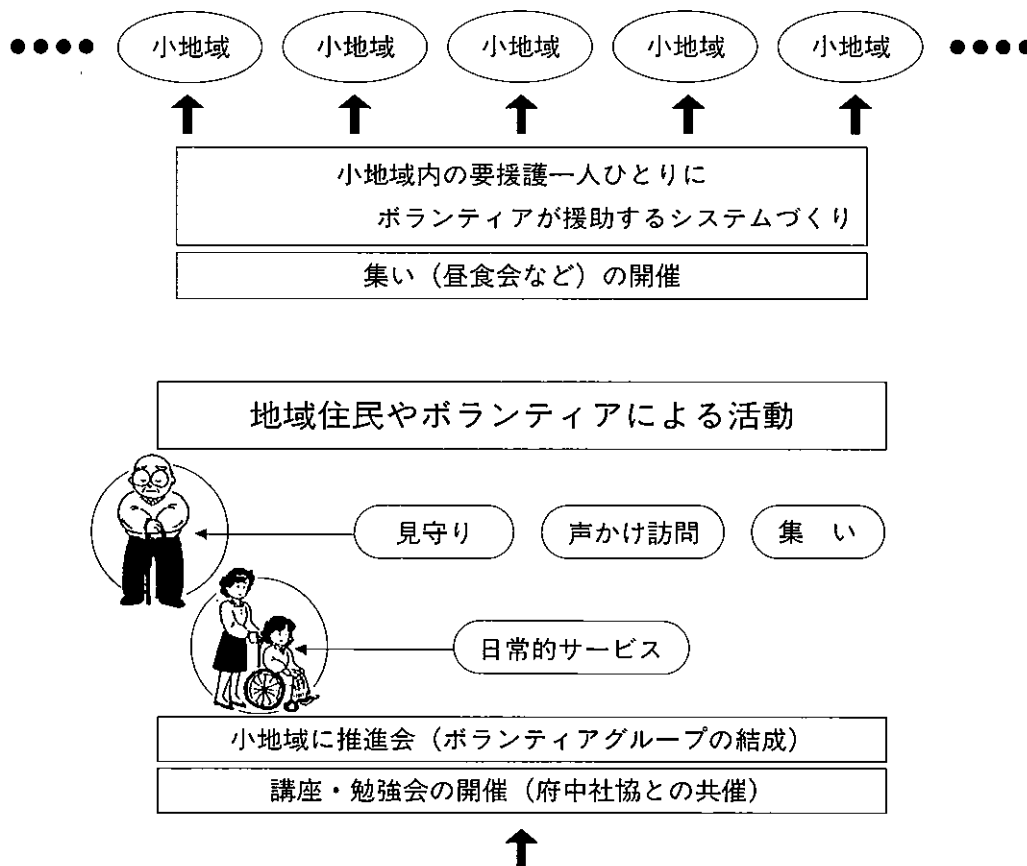 小地域 小地域 小地域 小地域 小地域
小地域内の要援護一人ひとりに
ボランティアが援助するシステムづくり
集い（昼食会など）の開催
地域住民やボランティアによる活動
見守り 声かけ訪問 集　い
日常的サービス
小地域に推進会（ボランティアグループの結成）
講座・勉強会の開催（府中社協との共催）